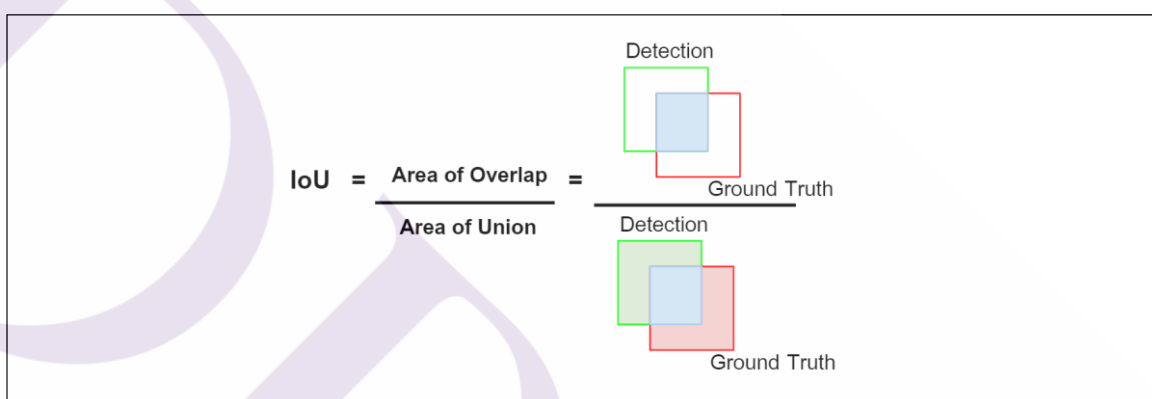 Detection
Ground Truth
IoU = Area of Overlap =
Area of Union
Detection
Ground Truth